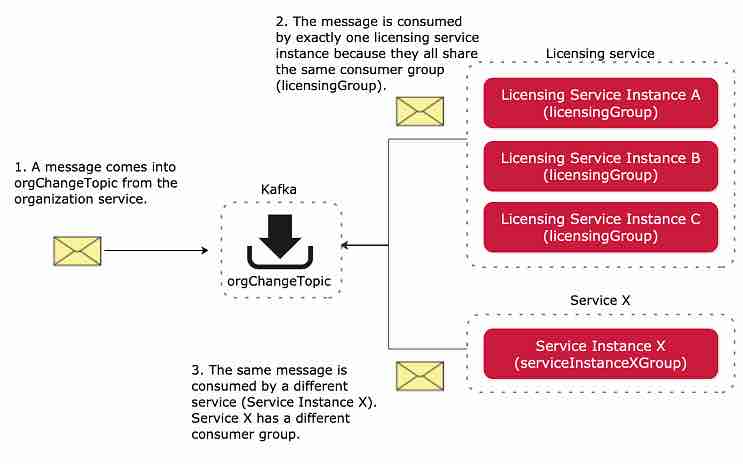 2. The message is consumed
by exactly one licensing service
instance because they all share
the same consumer group
(licensingGroup).
Licensing service
Licensing Service Instance A
(licensingGroup)
Licensing Service Instance B
(licensingGroup)
Licensing Service Instance C
(licensingGroup)
1. A message comes into
orgChangeTopic from the
organization service.
Kafka
orgChangeTopic
Service X
Service Instance X
(serviceInstanceXGroup)
3. The same message is
consumed by a different
service (Service Instance X).
Service X has a different
consumer group.